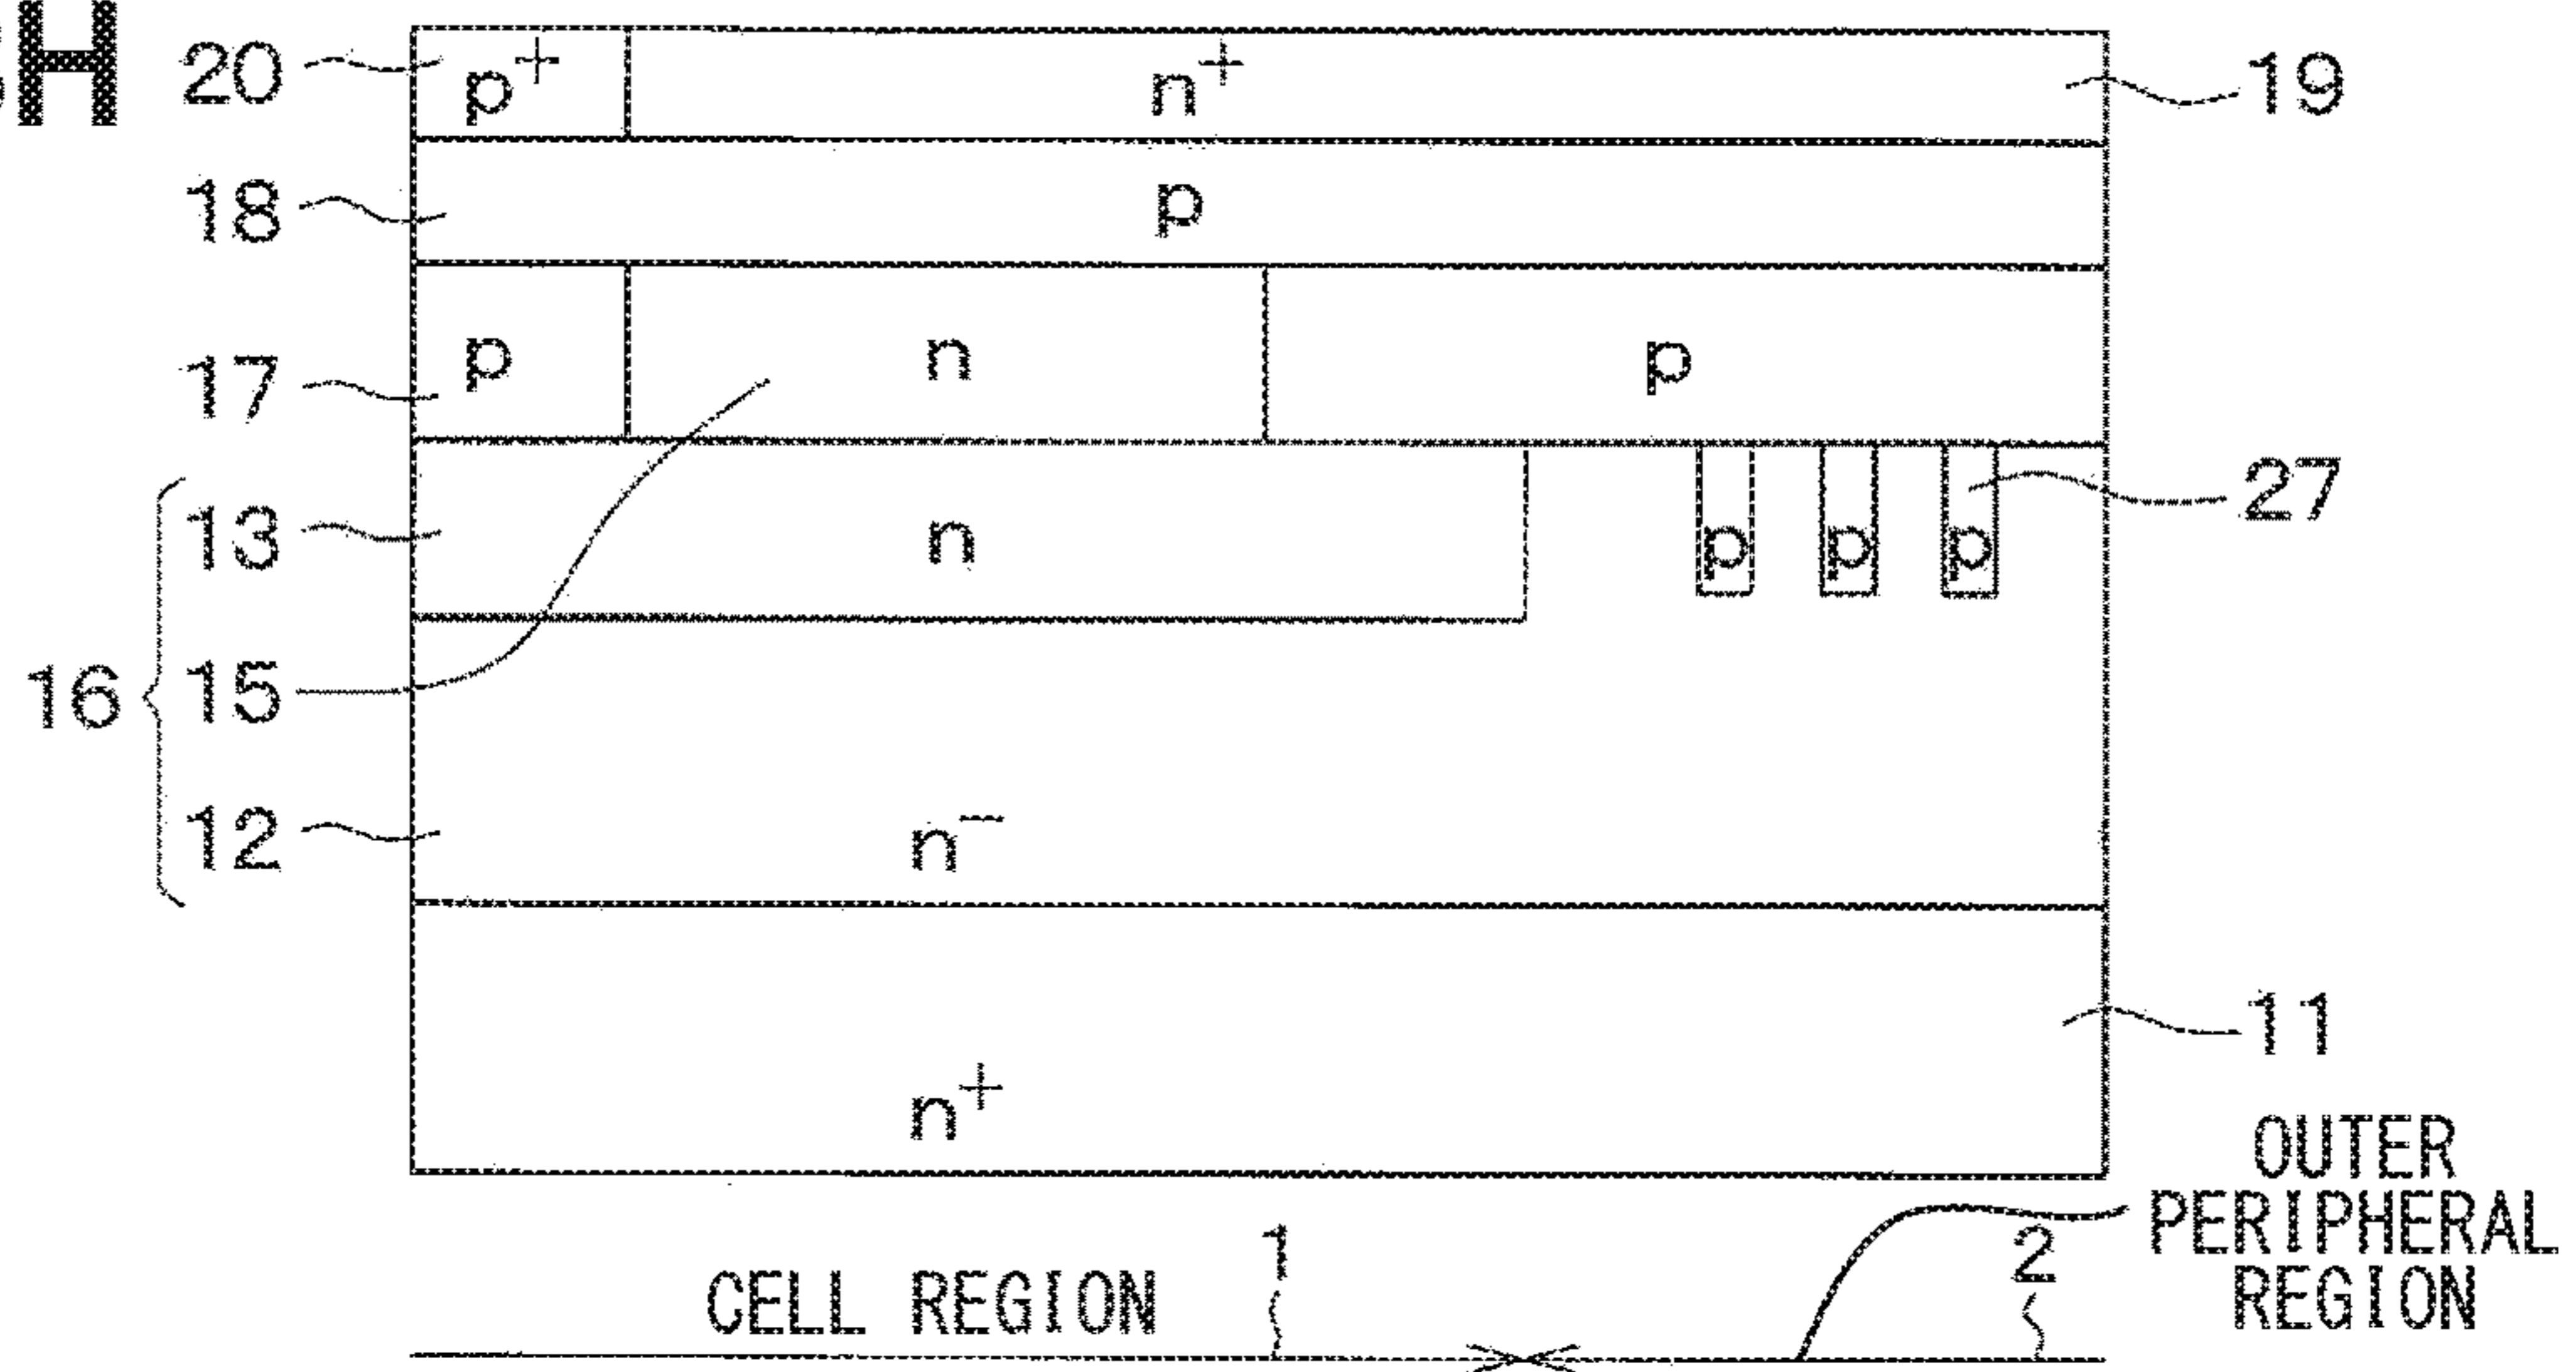 H
20 p+ n+ 19
18 p
17 p n p
13 n p p p 27
16 15
12 n−
11
n+
OUTER
PERIPHERAL
REGION
CELL REGION 1 2